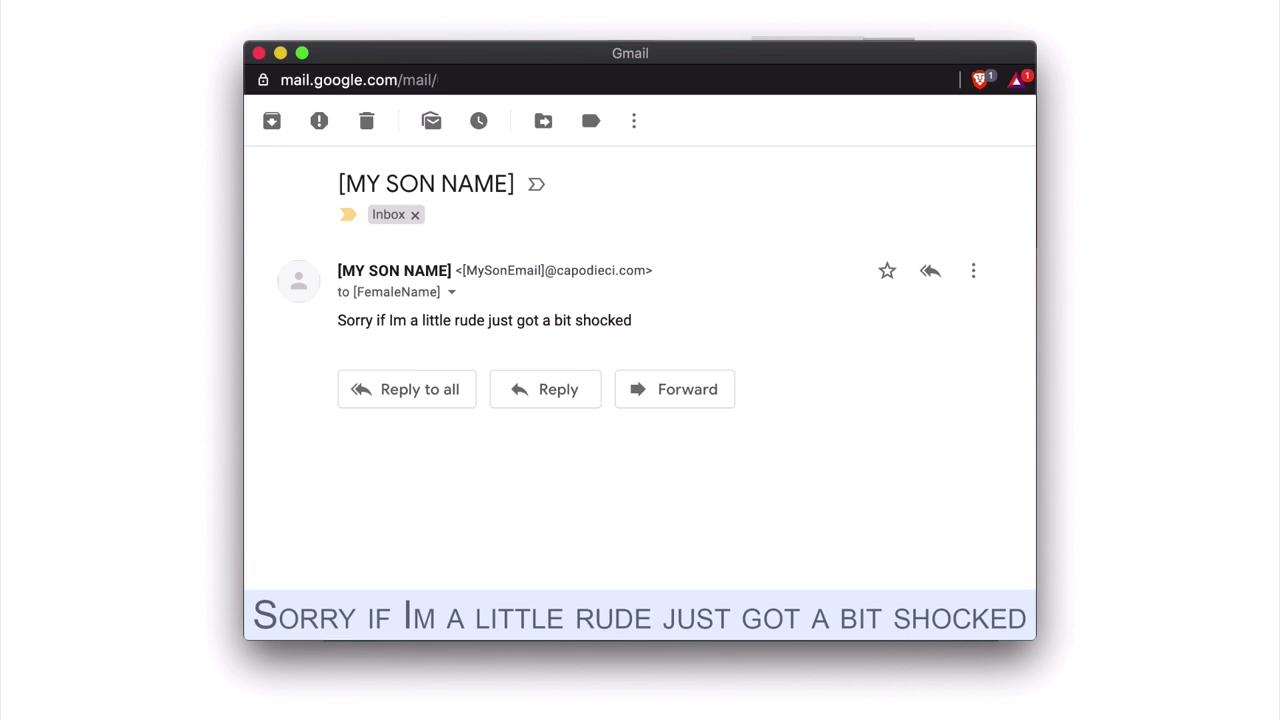 Gmail
mail.google.com/mail/
1
1
[MY SON NAME]
Inbox
[MY SON NAME] <[MySonEmail]@capodieci.com>
to [FemaleName]
Sorry if Im a little rude just got a bit shocked
Reply to all
Reply
Forward
Sorry if Im a little rude just got a bit shocked